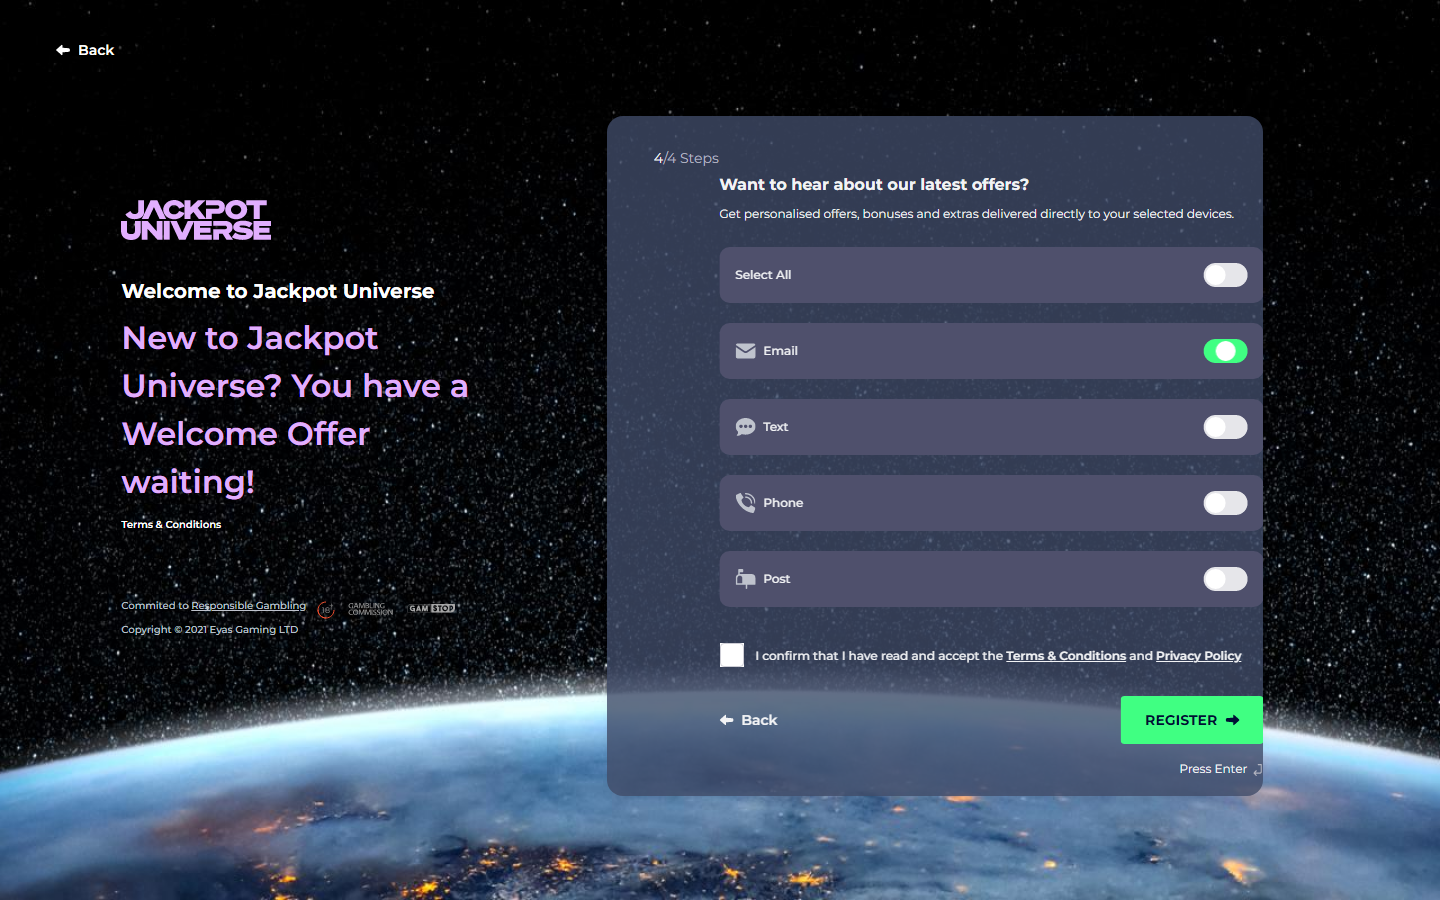 Back
JACKPOT
UNIVERSE
Welcome to Jackpot Universe
New to Jackpot
Universe? You have a
Welcome Offer
waiting!
Terms & Conditions
Commited to Responsible Gambling
18+
GAMBLING
COMMISSION
GAMSTOP
Copyright © 2021 Eyas Gaming LTD
4/4 Steps
Want to hear about our latest offers?
Get personalised offers, bonuses and extras delivered directly to your selected devices.
Select All
Email
Text
Phone
Post
I confirm that I have read and accept the Terms & Conditions and Privacy Policy
Back
REGISTER
Press Enter